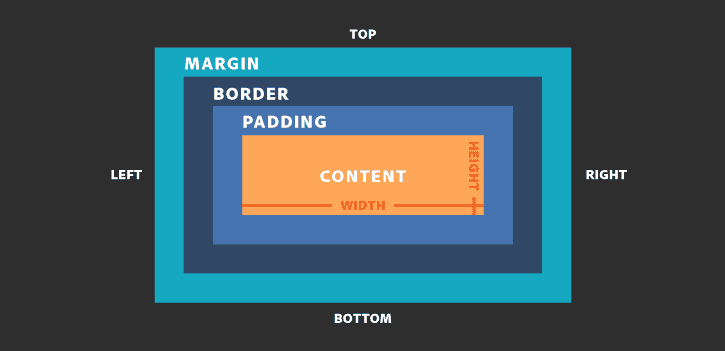 TOP
MARGIN
BORDER
PADDING
LEFT
CONTENT
HEIGHT
RIGHT
WIDTH
BOTTOM